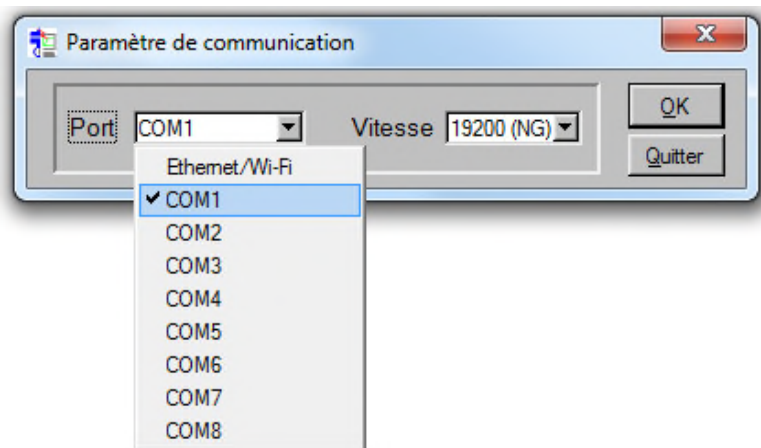 Paramètre de communication
Port COM1 Vitesse 19200 (NG) OK
Quitter
Ethernet/Wi-Fi
COM1
COM2
COM3
COM4
COM5
COM6
COM7
COM8